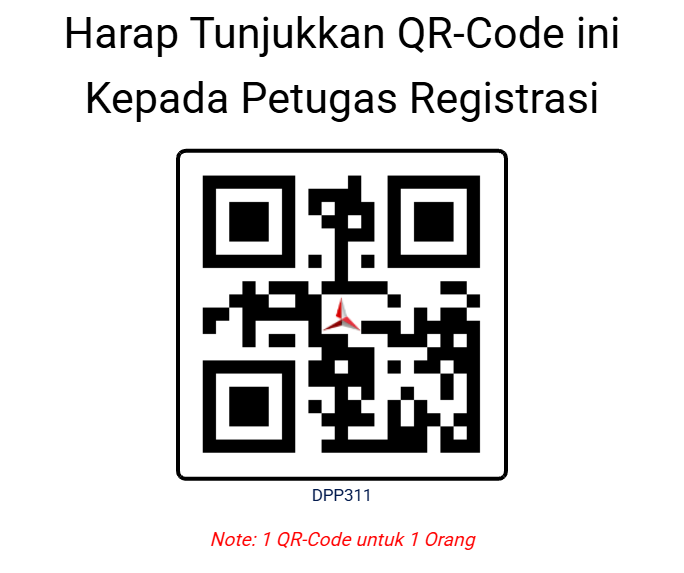 Harap Tunjukkan QR-Code ini
Kepada Petugas Registrasi
DPP311
Note: 1 QR-Code untuk 1 Orang